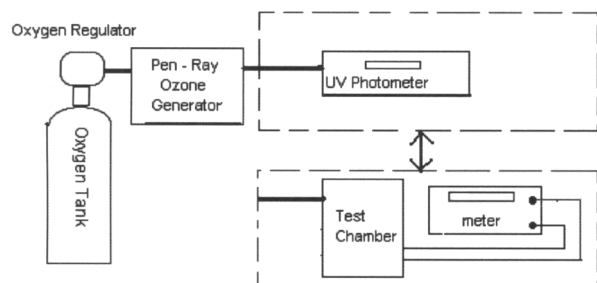 Oxygen Regulator
Pen - Ray
Ozone
Generator
UV Photometer
Oxygen Tank
Test
Chamber
meter